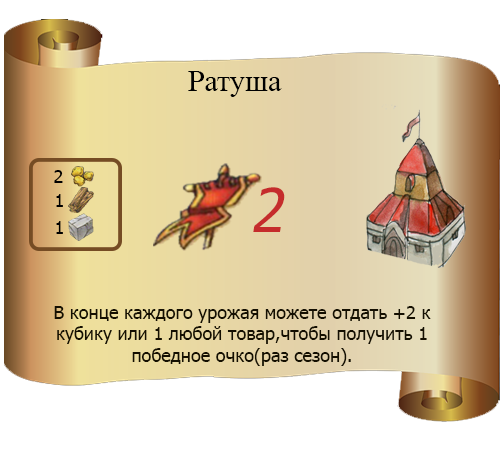 Ратуша
2
1
1
2
В конце каждого урожая можете отдать +2 к
кубику или 1 любой товар,чтобы получить 1
победное очко(раз сезон).